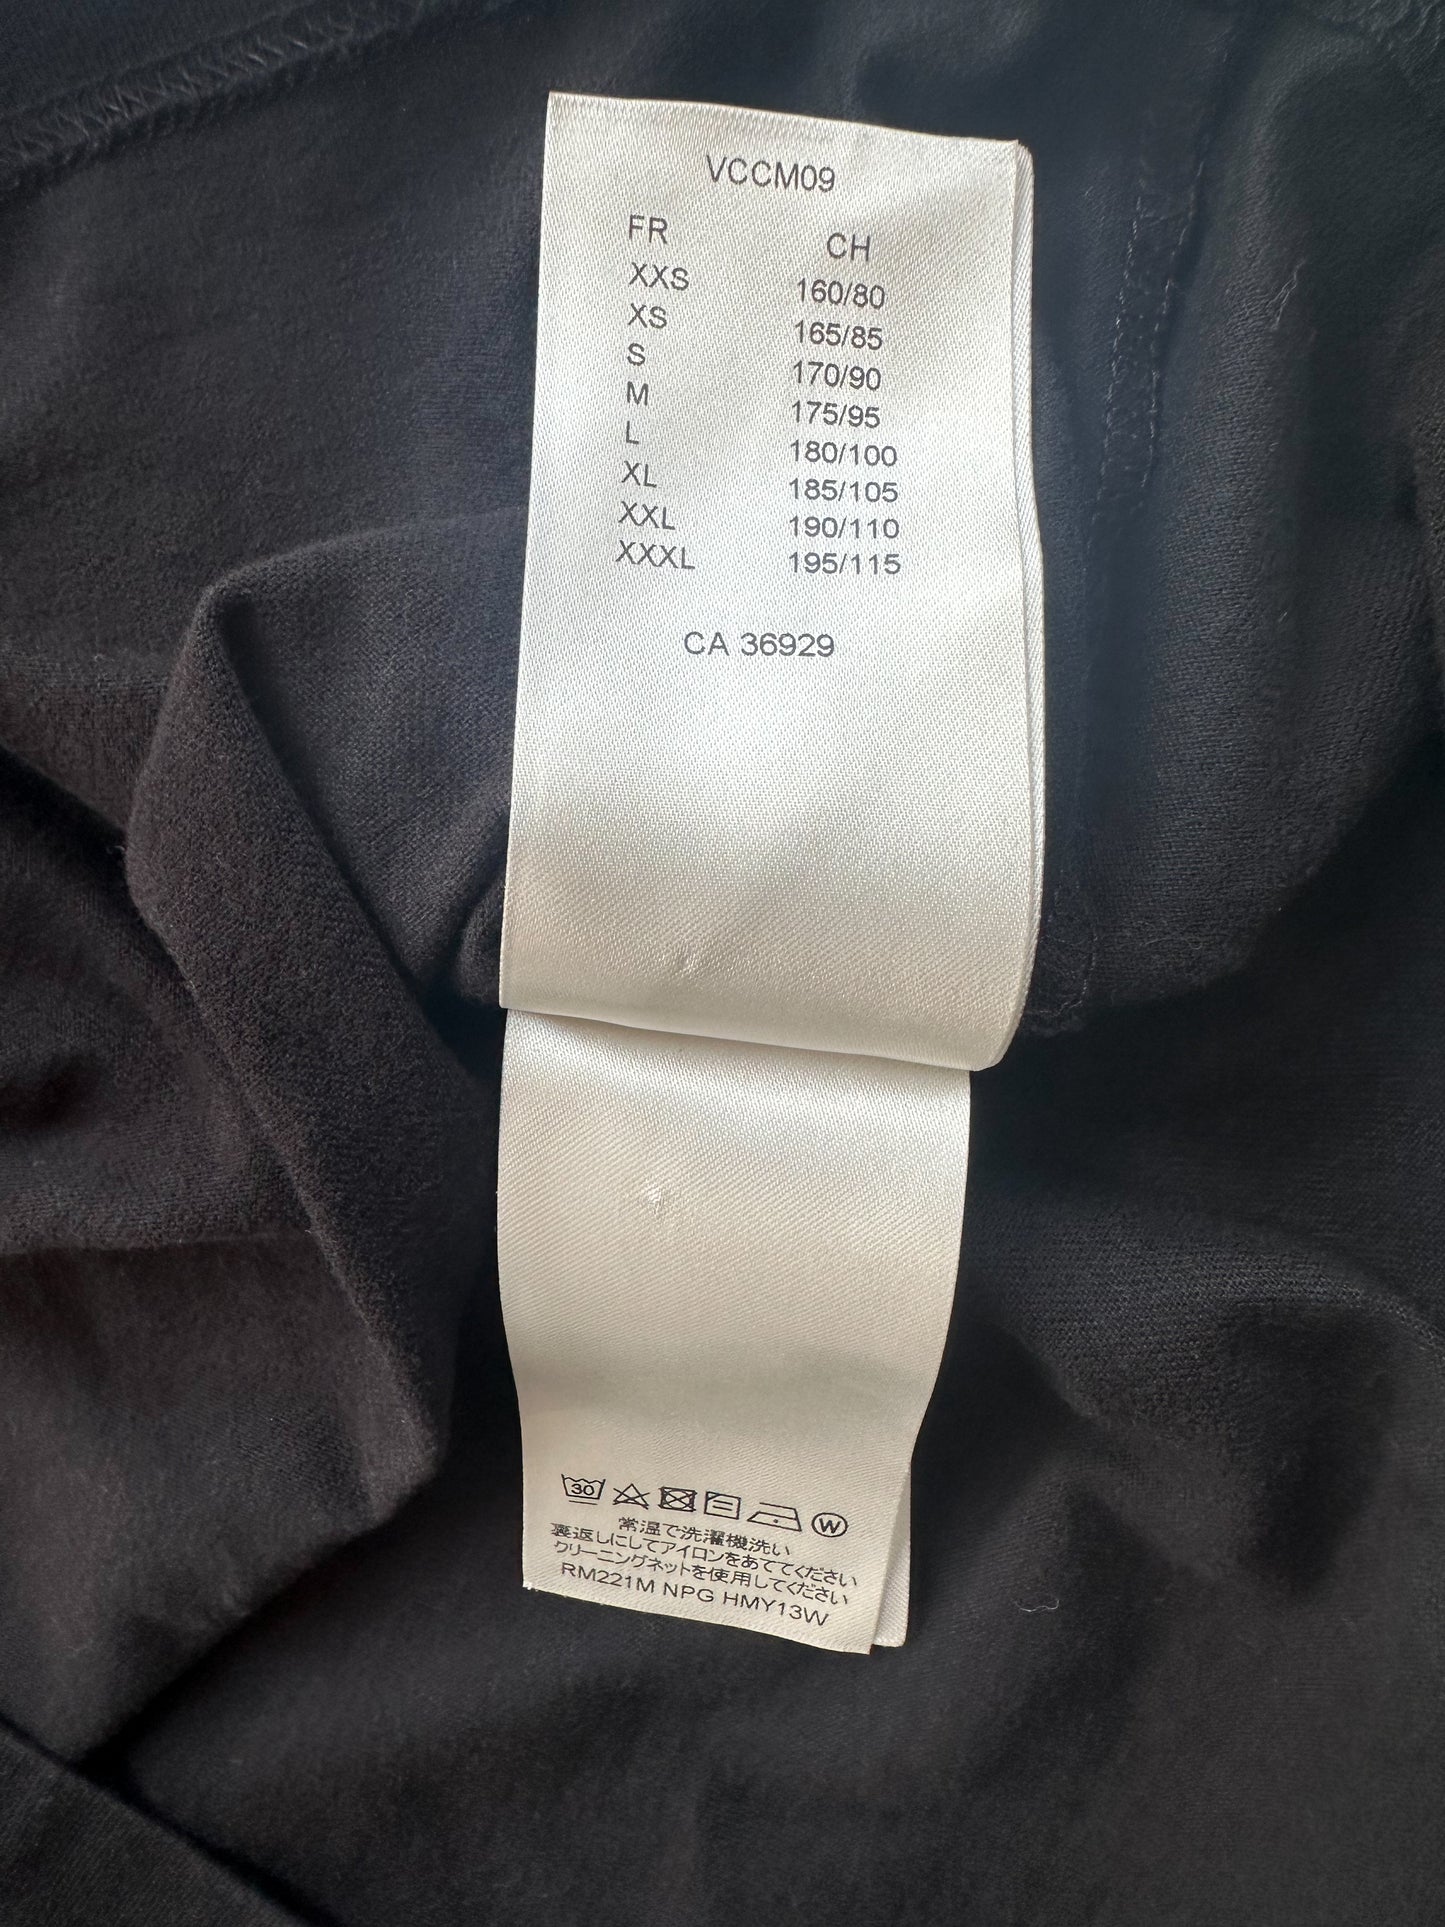 VCCM09
FR CH
XXS 160/80
XS 165/85
S 170/90
M 175/95
L 180/100
XL 185/105
XXL 190/110
XXXL 195/115
CA 36929
30 W
常温で洗濯機洗い
裏返しにしてアイロンをあててください
クリーニングネットを使用してください
RM221M NPG HMY13W